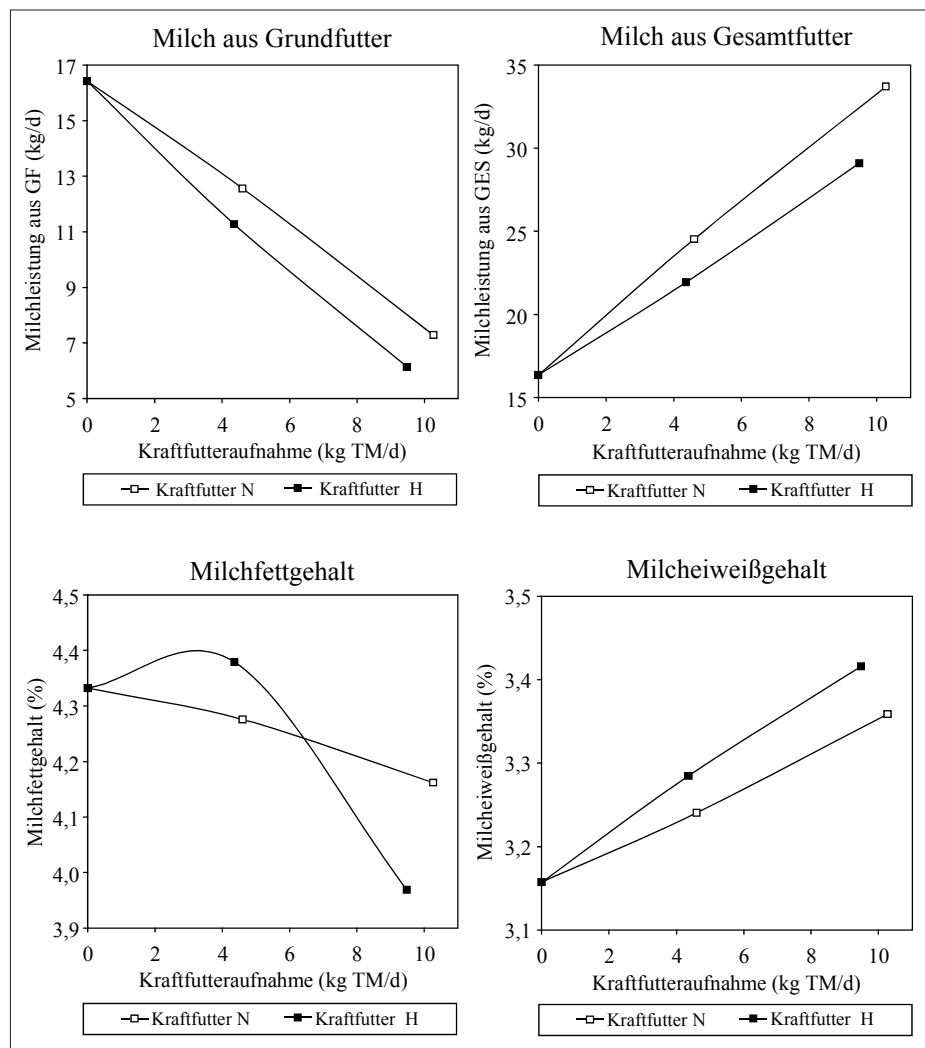 Milch aus Grundfutter
Milchleistung aus GF (kg/d)
17
15
13
11
9
7
5
0 2 4 6 8 10
Kraftfutteraufnahme (kg TM/d)
Kraftfutter N Kraftfutter H
Milch aus Gesamtfutter
Milchleistung aus GES (kg/d)
35
30
25
20
15
0 2 4 6 8 10
Kraftfutteraufnahme (kg TM/d)
Kraftfutter N Kraftfutter H
Milchfettgehalt
Milchfettgehalt (%)
4,5
4,4
4,3
4,2
4,1
4,0
3,9
0 2 4 6 8 10
Kraftfutteraufnahme (kg TM/d)
Kraftfutter N Kraftfutter H
Milcheiweißgehalt
Milcheiweißgehalt (%)
3,5
3,4
3,3
3,2
3,1
0 2 4 6 8 10
Kraftfutteraufnahme (kg TM/d)
Kraftfutter N Kraftfutter H